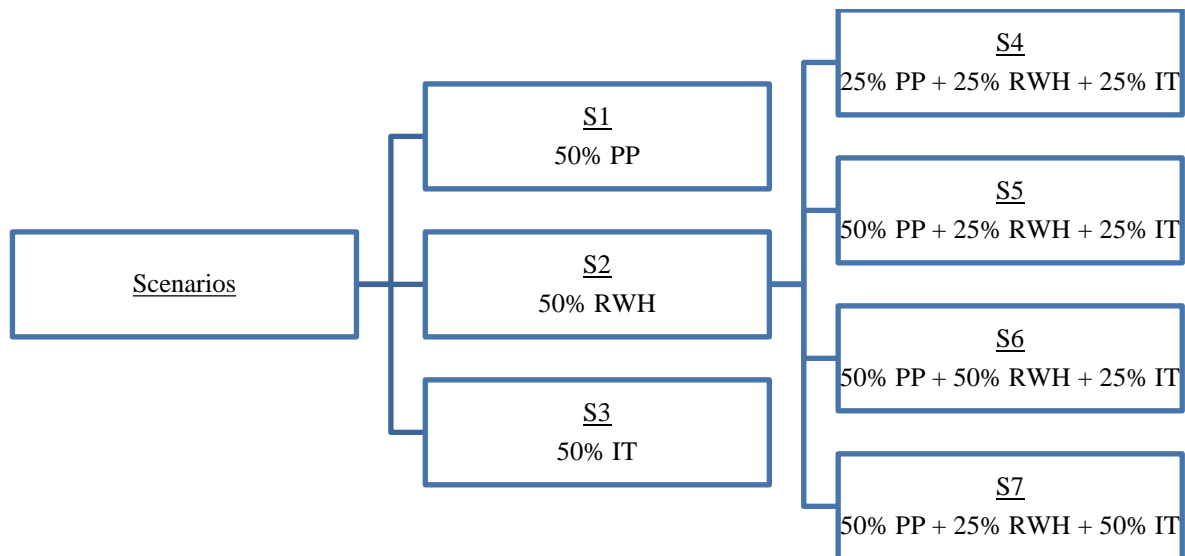 Scenarios
S1
50% PP
S2
50% RWH
S3
50% IT
S4
25% PP + 25% RWH + 25% IT
S5
50% PP + 25% RWH + 25% IT
S6
50% PP + 50% RWH + 25% IT
S7
50% PP + 25% RWH + 50% IT